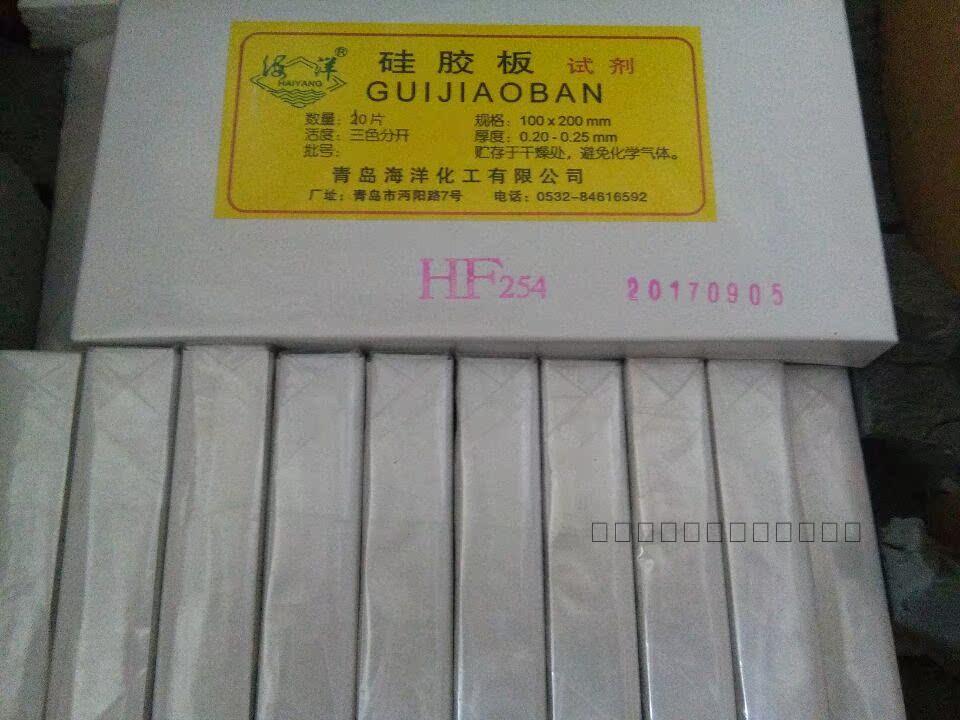 海洋®
HAIYANG
硅胶板 试剂
GUIJIAOBAN
数量：20片 规格：100 x 200 mm
活度：三色分开 厚度：0.20 - 0.25 mm
批号： 贮存于干燥处，避免化学气体。
青岛海洋化工有限公司
厂址：青岛市沔阳路7号 电话：0532-84616592
HF254 20170905